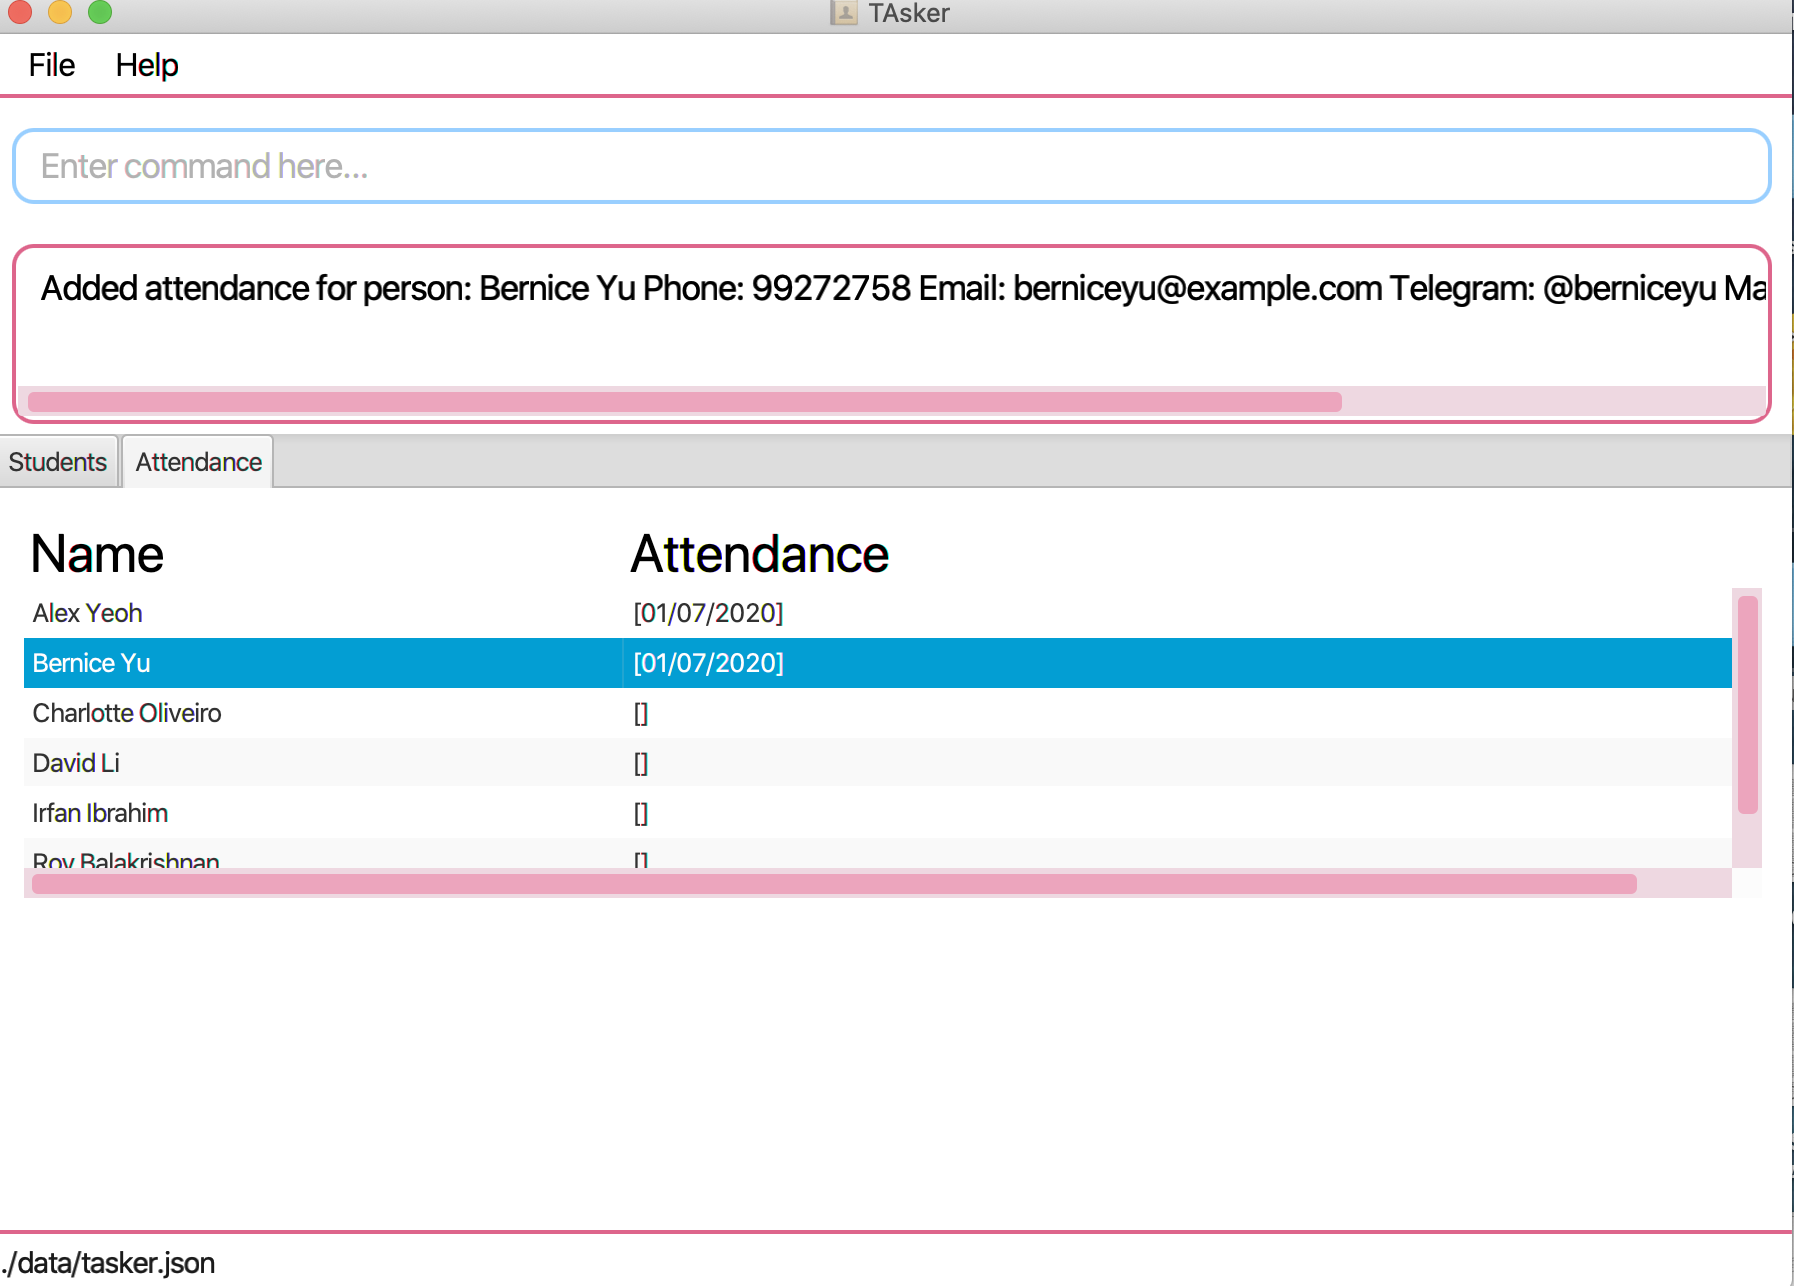 TAsker
File Help
Enter command here...
Added attendance for person: Bernice Yu Phone: 99272758 Email: berniceyu@example.com Telegram: @berniceyu Ma
Students Attendance
Name Attendance
Alex Yeoh [01/07/2020]
Bernice Yu [01/07/2020]
Charlotte Oliveiro []
David Li []
Irfan Ibrahim []
Roy Balakrishnan []
./data/tasker.json